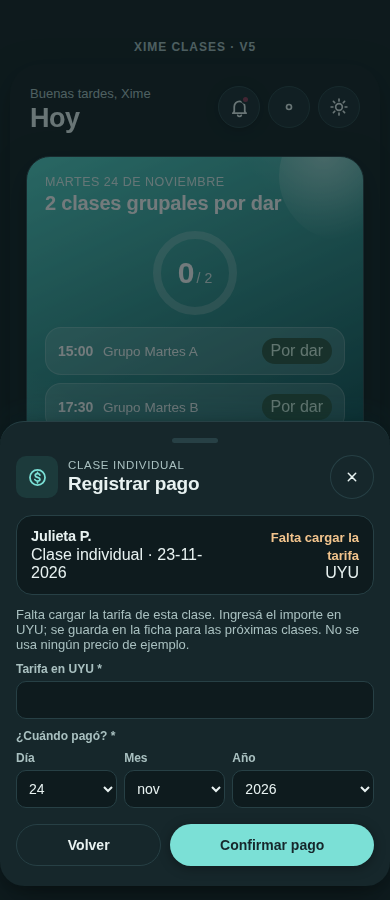 XIME CLASES · V5
Buenas tardes, Xime
Hoy
MARTES 24 DE NOVIEMBRE
2 clases grupales por dar
0 / 2
15:00 Grupo Martes A Por dar
17:30 Grupo Martes B Por dar
CLASE INDIVIDUAL
Registrar pago
×
Julieta P.
Clase individual · 23-11-
2026
Falta cargar la
tarifa
UYU
Falta cargar la tarifa de esta clase. Ingresá el importe en
UYU; se guarda en la ficha para las próximas clases. No se
usa ningún precio de ejemplo.
Tarifa en UYU *
¿Cuándo pagó? *
Día Mes Año
24 nov 2026
Volver Confirmar pago